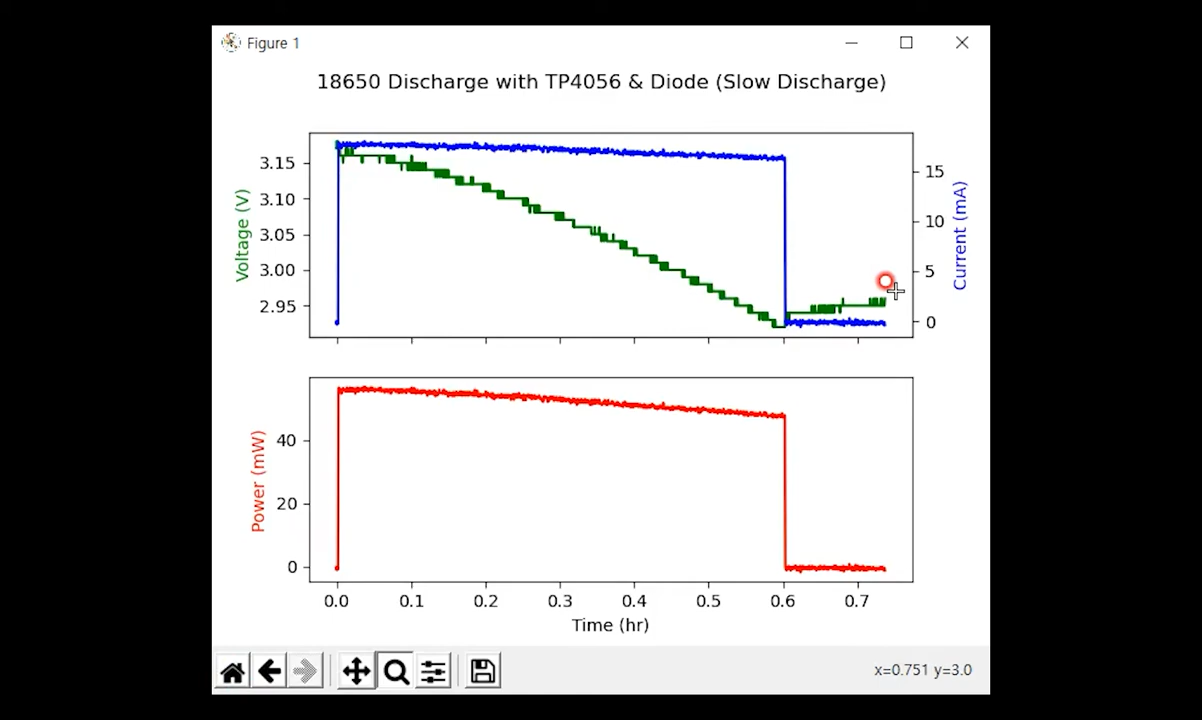 Figure 1
18650 Discharge with TP4056 & Diode (Slow Discharge)
3.15
3.10
3.05
3.00
2.95
Voltage (V)
15
10
5
0
Current (mA)
40
20
0
Power (mW)
0.0 0.1 0.2 0.3 0.4 0.5 0.6 0.7
Time (hr)
x=0.751 y=3.0